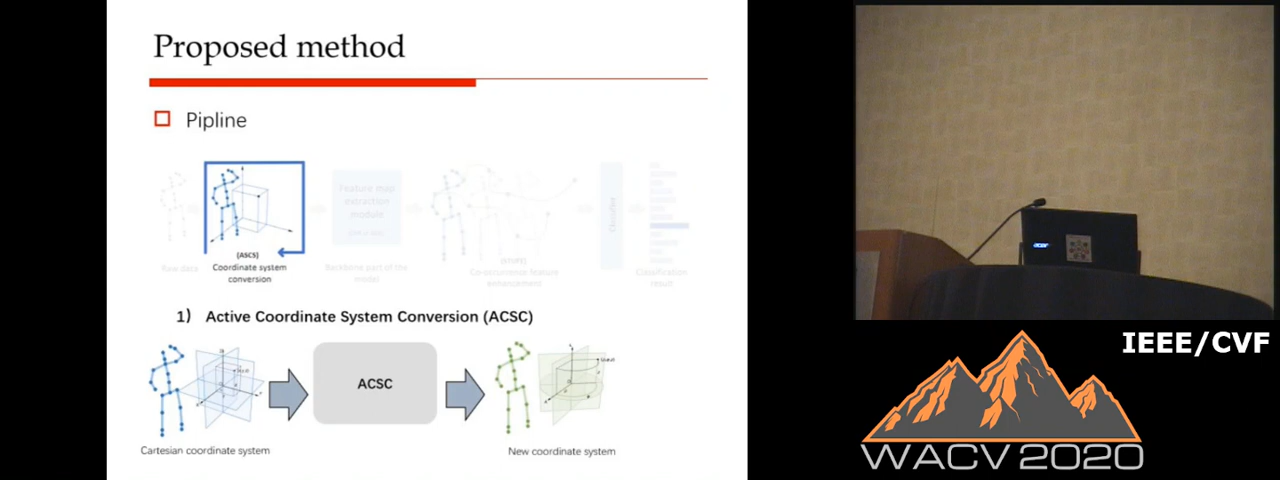 Proposed method
Pipline
Feature map
extraction
module
Classifier
(ASCS)
Raw data
Coordinate system
conversion
Backbone part of the
model
Co-occurrence feature
enhancement
Classification
result
1) Active Coordinate System Conversion (ACSC)
ACSC
Cartesian coordinate system
New coordinate system
acer
IEEE/CVF
WACV 2020